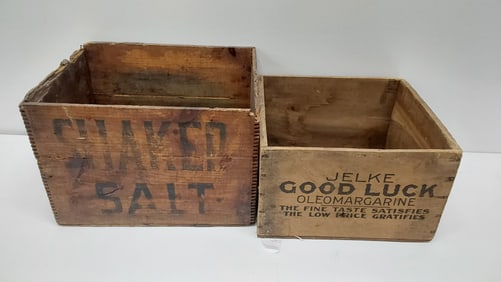 SHAKER
SALT
JELKE
GOOD LUCK
OLEOMARGARINE
THE FINE TASTE SATISFIES
THE LOW PRICE GRATIFIES